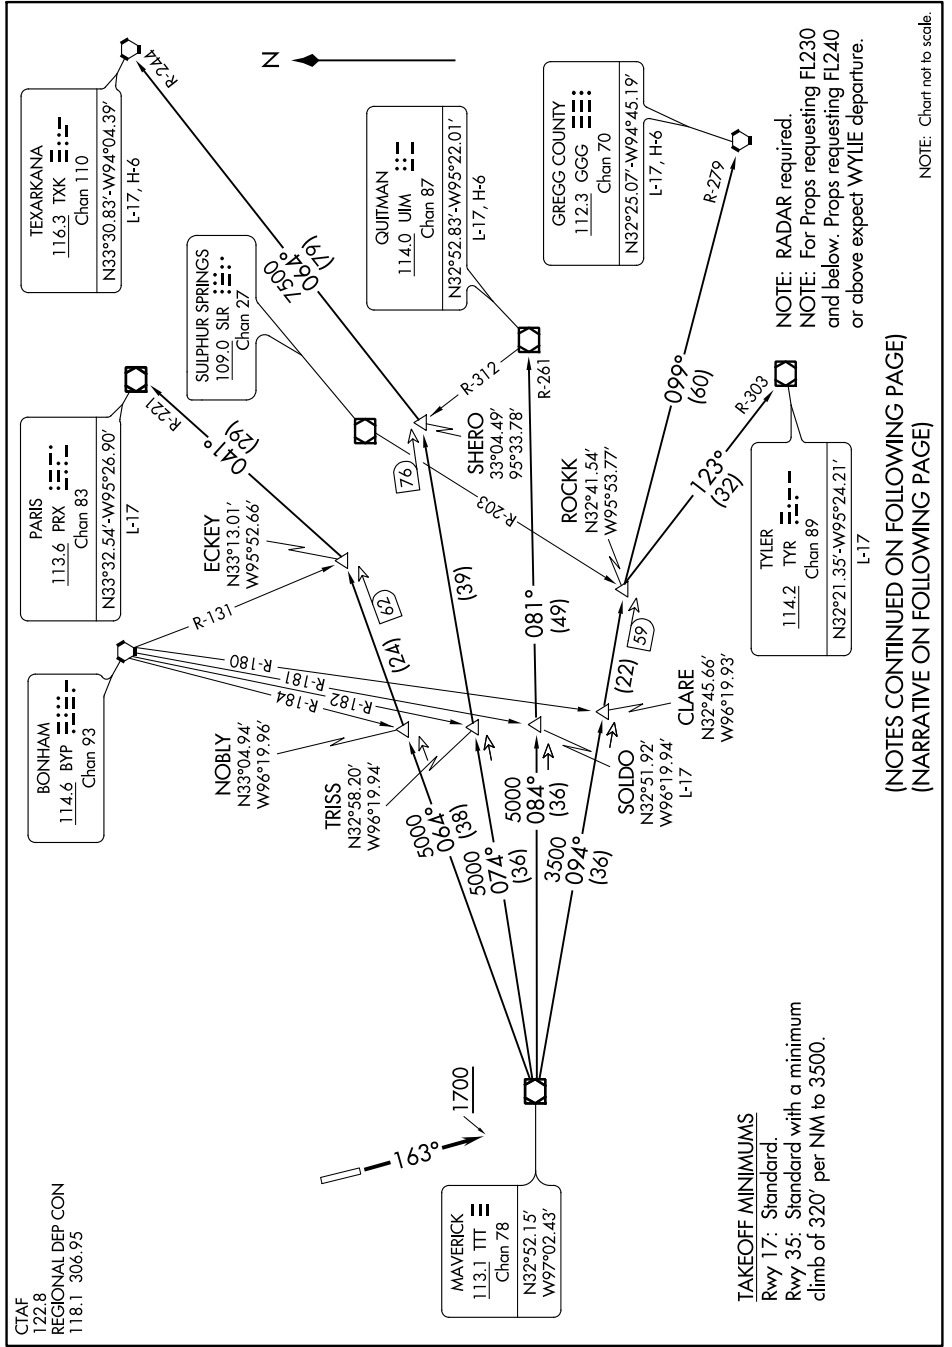 CTAF
122.8
REGIONAL DEP CON
118.1 306.95
BONHAM
114.6 BYP
Chan 93
PARIS
113.6 PRX
Chan 83
N33°32.54′-W95°26.90′
L-17
TEXARKANA
116.3 TXK
Chan 110
N33°30.83′-W94°04.39′
L-17, H-6
SULPHUR SPRINGS
109.0 SLR
Chan 27
QUITMAN
114.0 UIM
Chan 87
N32°52.83′-W95°22.01′
L-17, H-6
GREGG COUNTY
112.3 GGG
Chan 70
N32°25.07′-W94°45.19′
L-17, H-6
TYLER
114.2 TYR
Chan 89
N32°21.35′-W95°24.21′
L-17
MAVERICK
113.1 TTT
Chan 78
N32°52.15′
W97°02.43′
163°
1700
N
NOBLY
N33°04.94′
W96°19.96′
TRISS
N32°58.20′
W96°19.94′
SOLDO
N32°51.92′
W96°19.94′
L-17
CLARE
N32°45.66′
W96°19.93′
ECKEY
N33°13.01′
W95°52.66′
SHERO
33°04.49′
95°33.78′
ROCKK
N32°41.54′
W95°53.77′
5000
064°
(38)
5000
074°
(36)
5000
084°
(36)
3500
094°
(36)
(24)
62
041°
(29)
R-221
(39)
76
7500
064°
(79)
R-244
081°
(49)
R-261
(22)
59
099°
(60)
R-279
123°
(32)
R-303
R-131
R-180
R-181
R-182
R-184
R-203
R-312
TAKEOFF MINIMUMS
Rwy 17: Standard.
Rwy 35: Standard with a minimum
climb of 320′ per NM to 3500.
NOTE: RADAR required.
NOTE: For Props requesting FL230
and below. Props requesting FL240
or above expect WYLIE departure.
(NOTES CONTINUED ON FOLLOWING PAGE)
(NARRATIVE ON FOLLOWING PAGE)
NOTE: Chart not to scale.